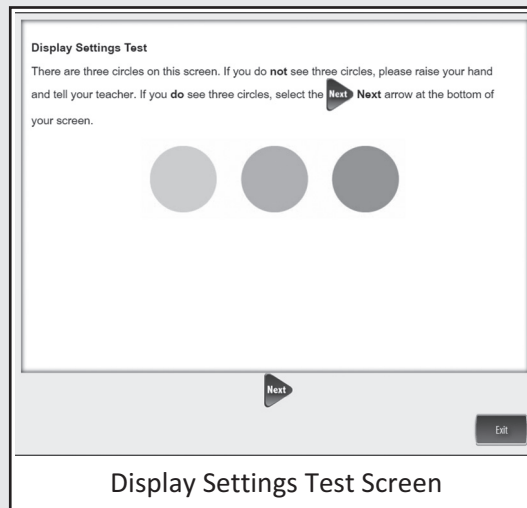 Display Settings Test
There are three circles on this screen. If you do not see three circles, please raise your hand
and tell your teacher. If you do see three circles, select the Next Next arrow at the bottom of
your screen.
Next
Exit
Display Settings Test Screen